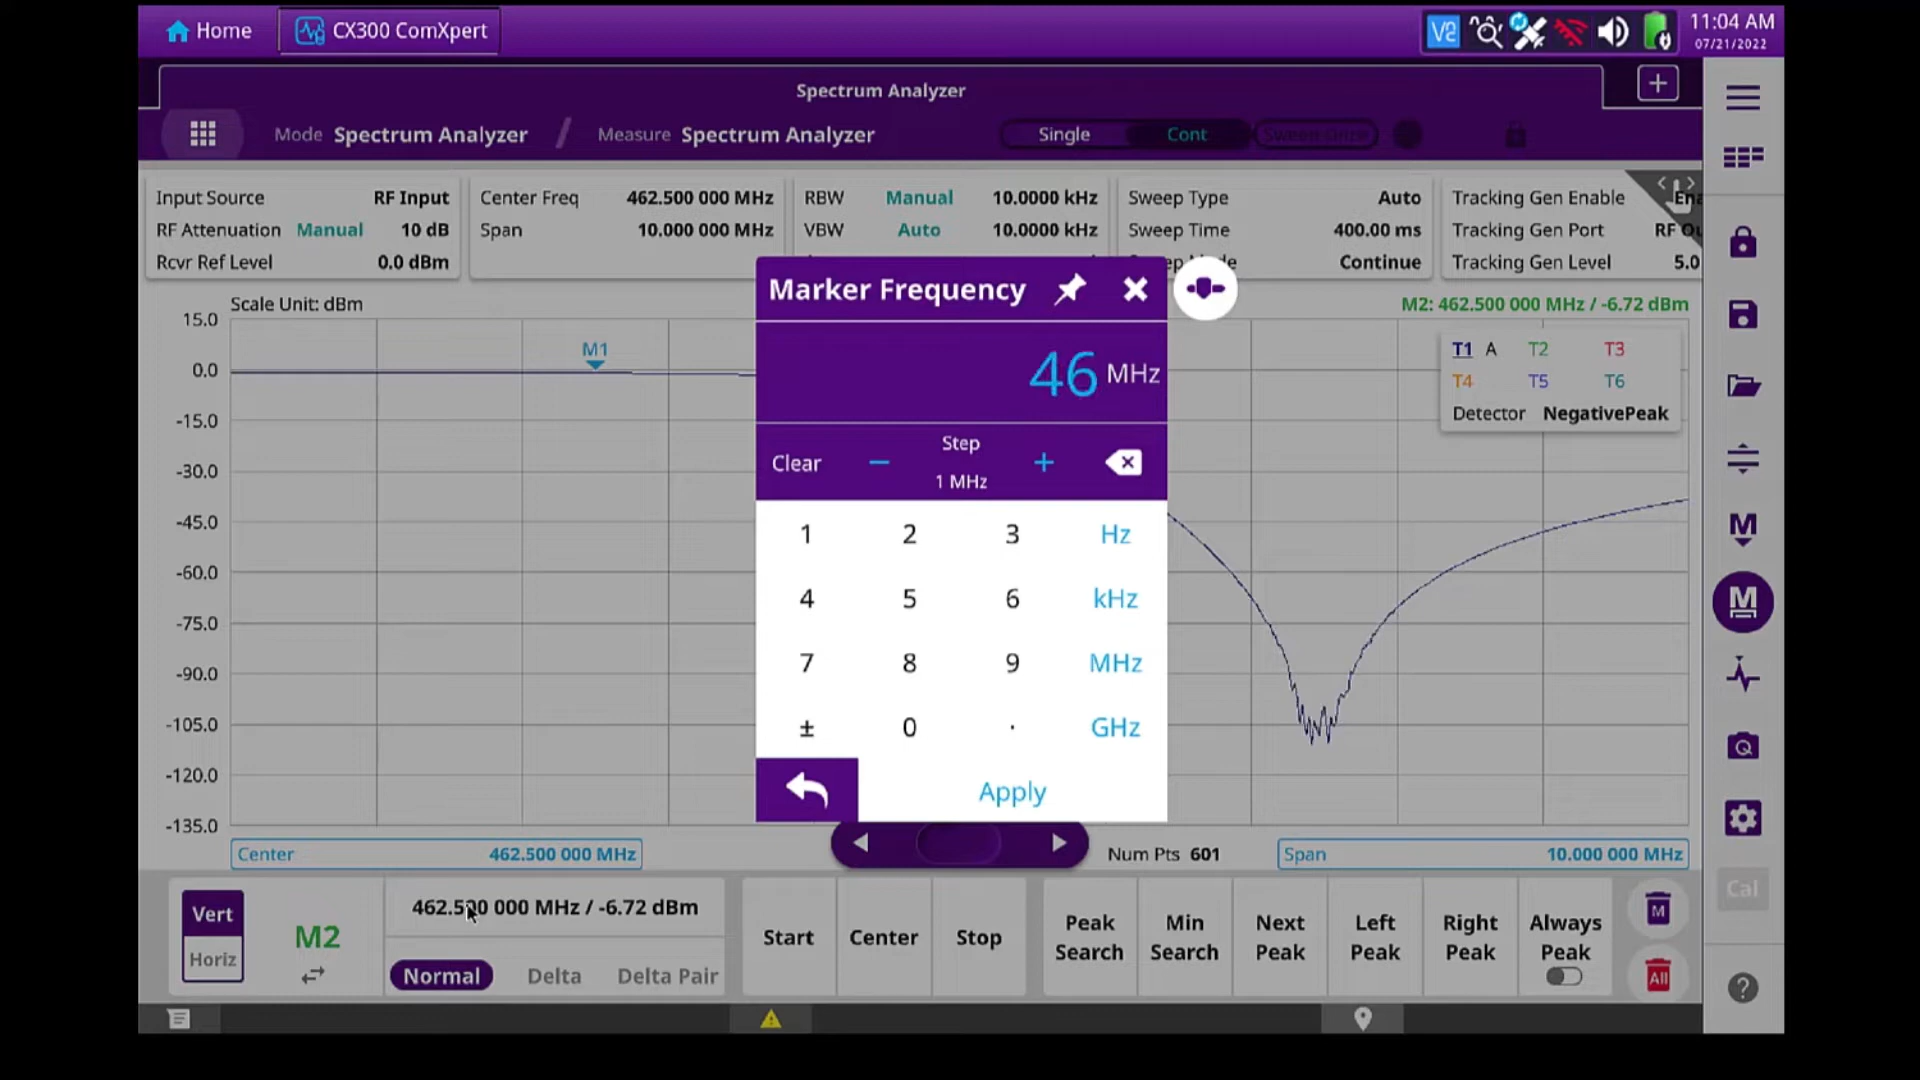 Home
CX300 ComXpert
11:04 AM
07/21/2022
Spectrum Analyzer
Mode Spectrum Analyzer / Measure Spectrum Analyzer
Single Cont Sweep Once
Input Source RF Input
RF Attenuation Manual 10 dB
Rcvr Ref Level 0.0 dBm
Center Freq 462.500 000 MHz
Span 10.000 000 MHz
RBW Manual 10.0000 kHz
VBW Auto 10.0000 kHz
Sweep Type Auto
Sweep Time 400.00 ms
Continue
Tracking Gen Enable Ena
Tracking Gen Port RF Ou
Tracking Gen Level 5.0
Scale Unit: dBm
M2: 462.500 000 MHz / -6.72 dBm
15.0
0.0
-15.0
-30.0
-45.0
-60.0
-75.0
-90.0
-105.0
-120.0
-135.0
M1
T1 A T2 T3
T4 T5 T6
Detector NegativePeak
Marker Frequency
46 MHz
Clear − Step +
1 MHz
1 2 3 Hz
4 5 6 kHz
7 8 9 MHz
± 0 . GHz
Apply
Center 462.500 000 MHz
Num Pts 601
Span 10.000 000 MHz
Vert
Horiz
M2
462.500 000 MHz / -6.72 dBm
Normal Delta Delta Pair
Start
Center
Stop
Peak
Search
Min
Search
Next
Peak
Left
Peak
Right
Peak
Always
Peak
M
All
M
M
Cal
?